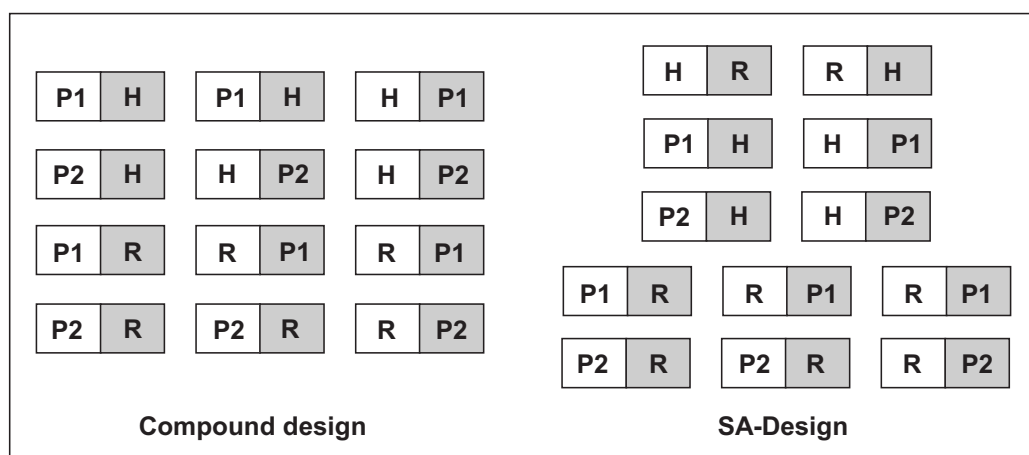 P1 H P1 H H P1
P2 H H P2 H P2
P1 R R P1 R P1
P2 R P2 R R P2
Compound design
H R R H
P1 H H P1
P2 H H P2
P1 R R P1 R P1
P2 R P2 R R P2
SA-Design